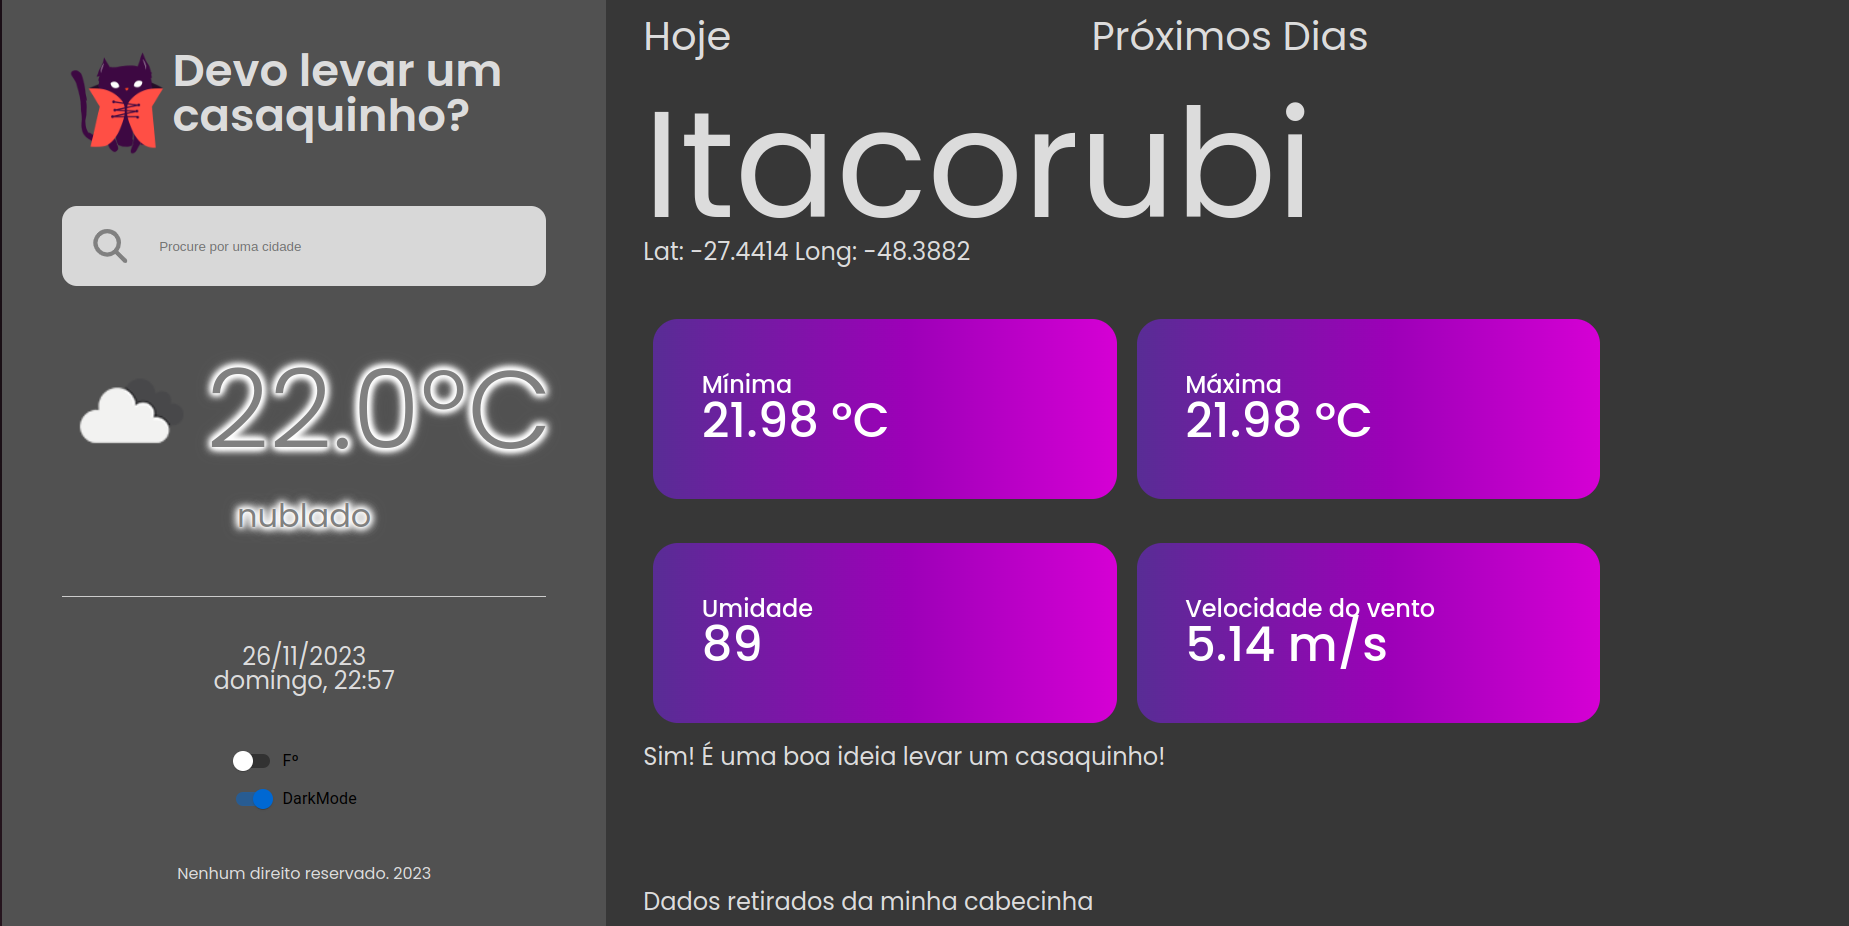 Devo levar um
casaquinho?
Procure por uma cidade
22.0°C
nublado
26/11/2023
domingo, 22:57
Fº
DarkMode
Nenhum direito reservado. 2023
Hoje
Próximos Dias
Itacorubi
Lat: -27.4414 Long: -48.3882
Mínima
21.98 °C
Máxima
21.98 °C
Umidade
89
Velocidade do vento
5.14 m/s
Sim! É uma boa ideia levar um casaquinho!
Dados retirados da minha cabecinha